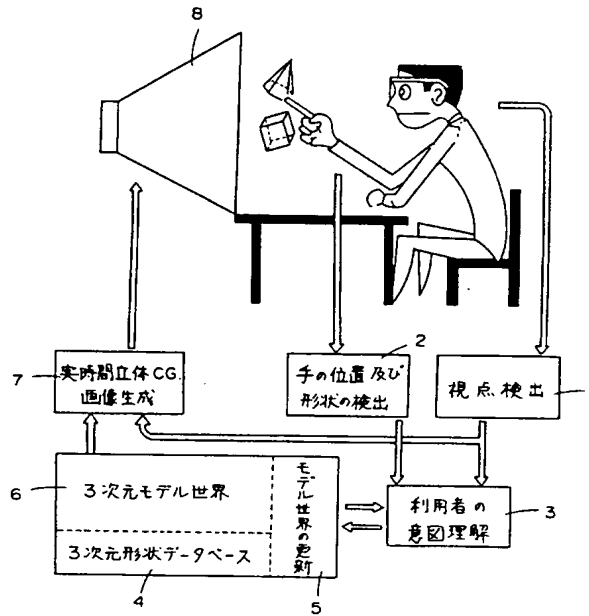 8
2
7
実時間立体CG.
画像生成
手の位置及び
形状の検出
視点検出
6
3次元モデル世界
モデル世界の更新
利用者の
意図理解
3
3次元形状データベース
4
5